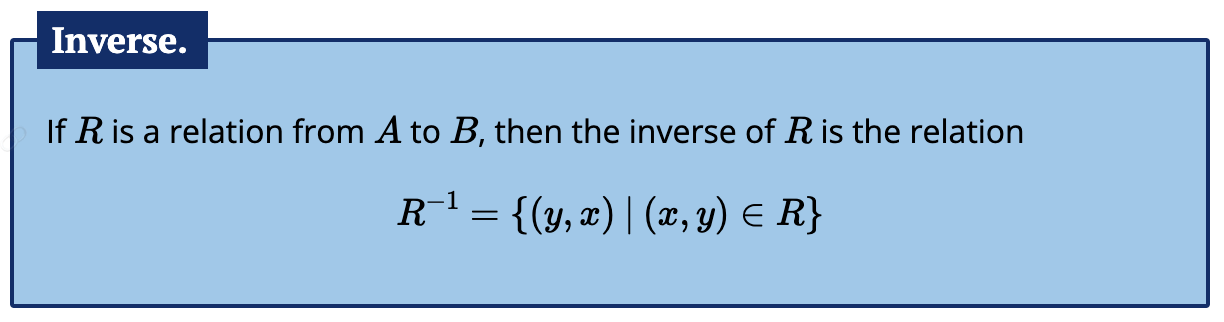 Inverse.
If R is a relation from A to B, then the inverse of R is the relation
R⁻¹ = {(y, x) | (x, y) ∈ R}